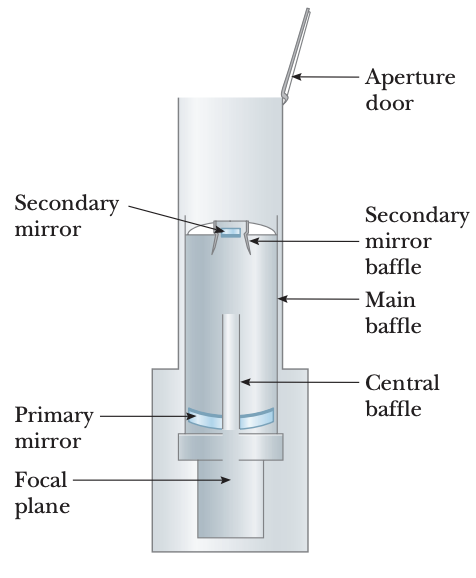 Aperture
door
Secondary
mirror
Secondary
mirror
baffle
Main
baffle
Central
baffle
Primary
mirror
Focal
plane